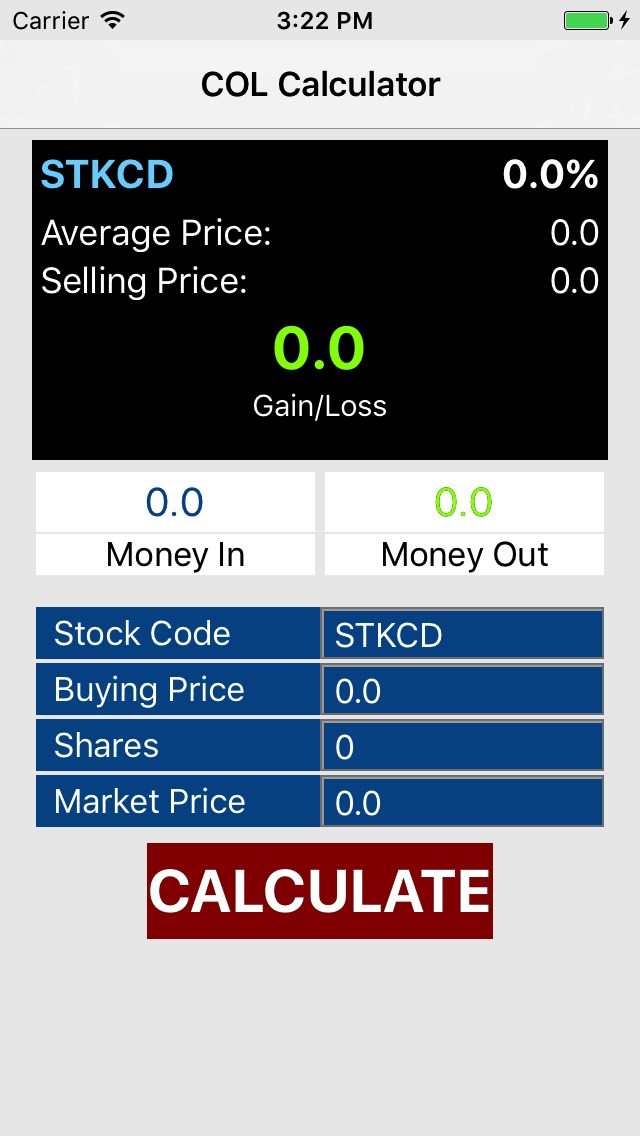 Carrier 3:22 PM
COL Calculator
STKCD 0.0%
Average Price: 0.0
Selling Price: 0.0
0.0
Gain/Loss
0.0 0.0
Money In Money Out
Stock Code STKCD
Buying Price 0.0
Shares 0
Market Price 0.0
CALCULATE